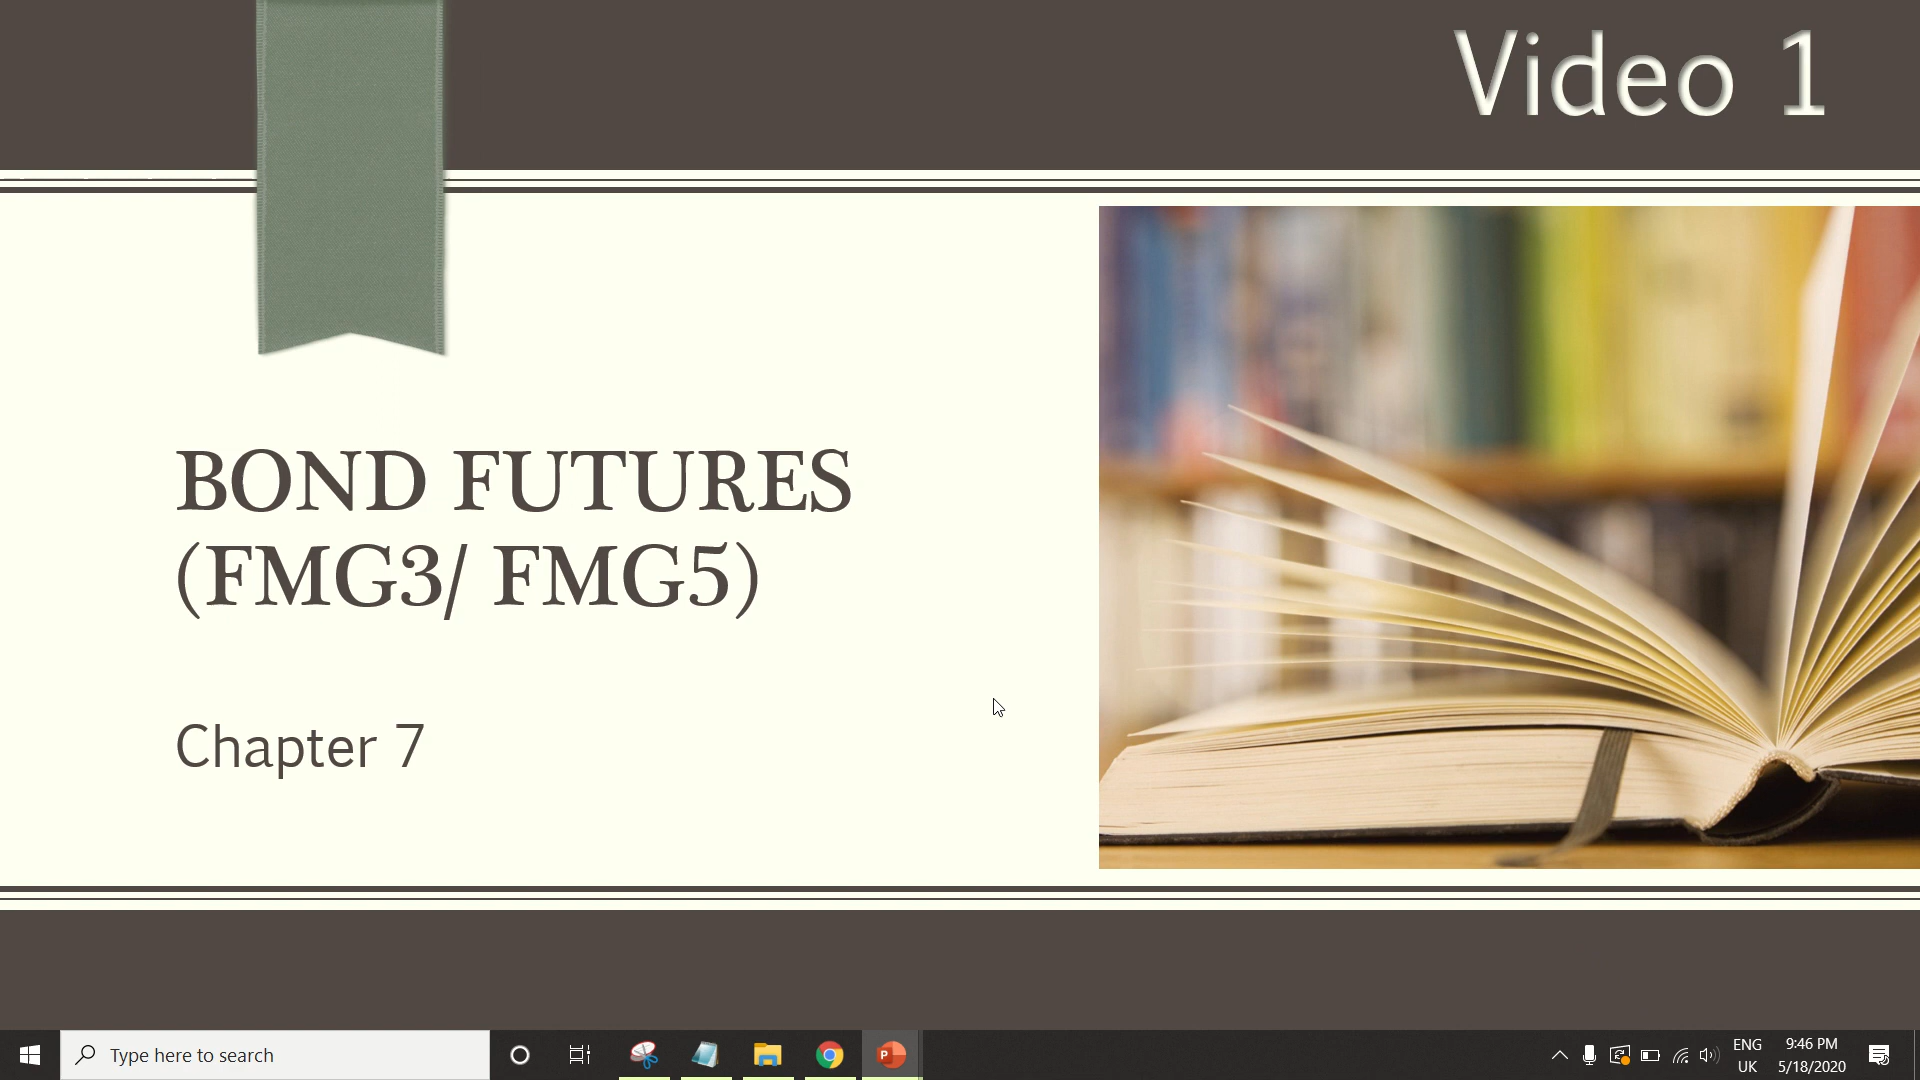 Video 1
BOND FUTURES
(FMG3/ FMG5)
Chapter 7
Type here to search
P
ENG
UK
9:46 PM
5/18/2020